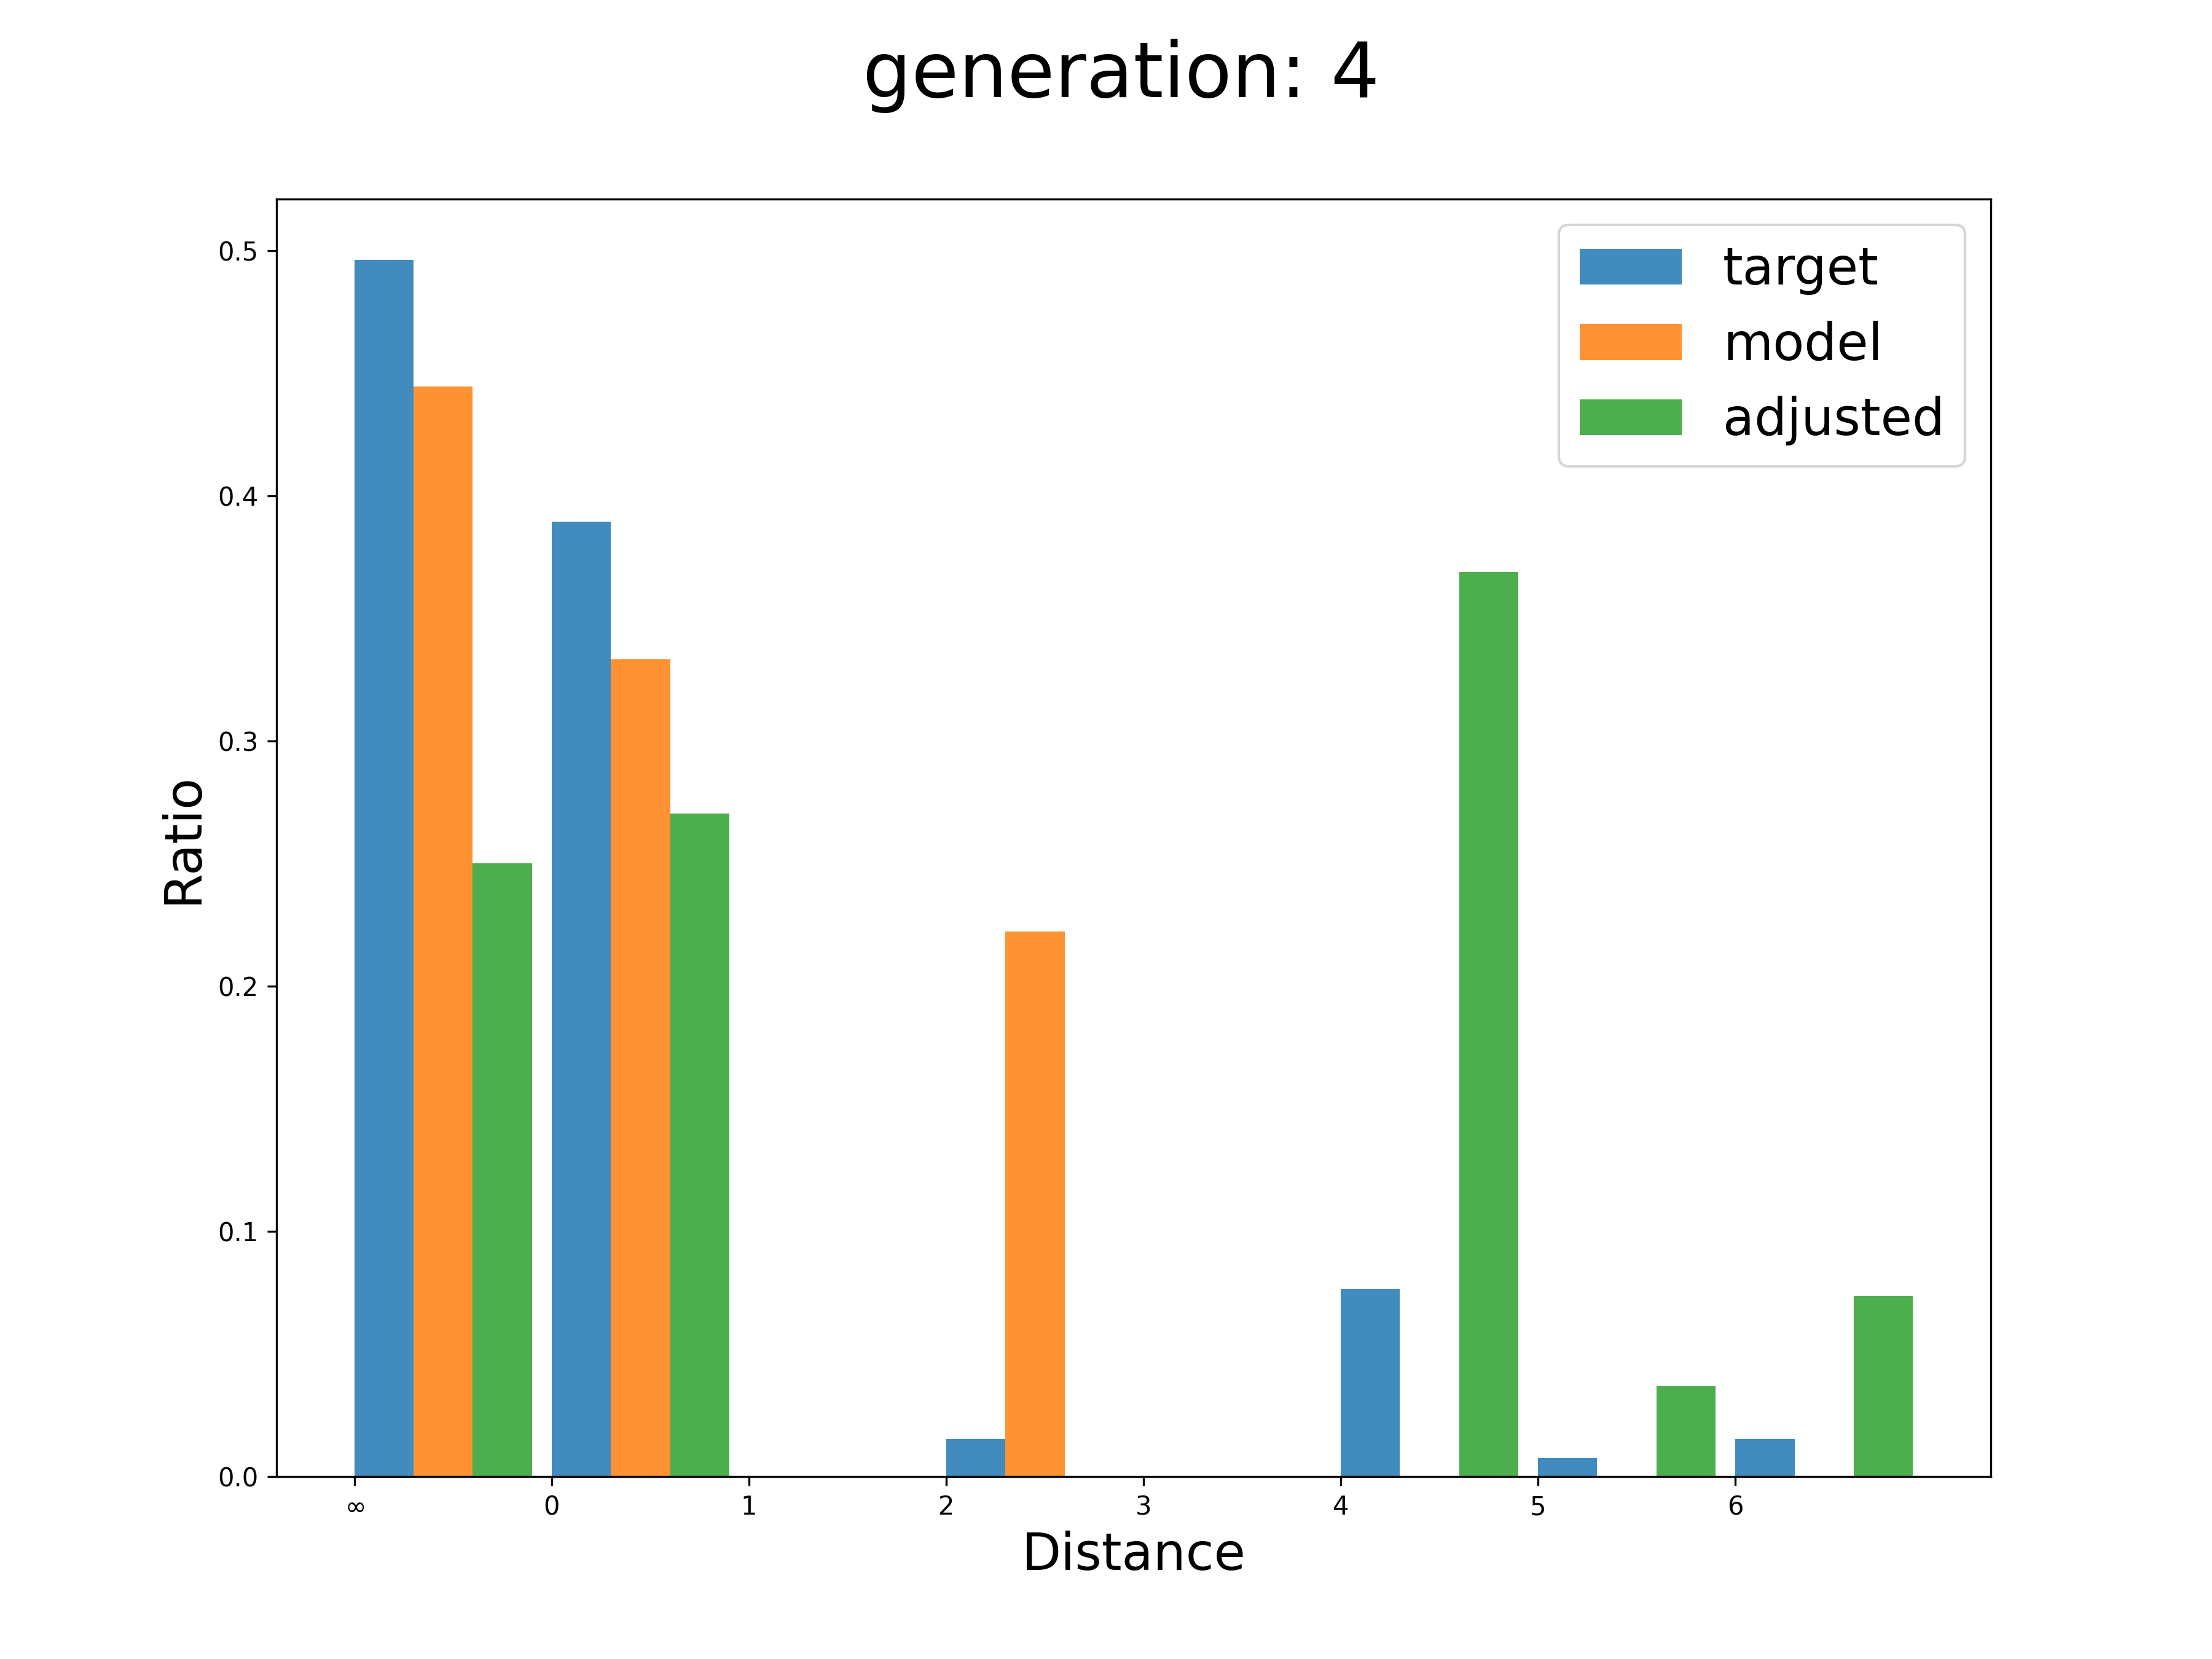 generation: 4
target
model
adjusted
0.5
0.4
0.3
0.2
0.1
0.0
Ratio
∞ 0 1 2 3 4 5 6
Distance